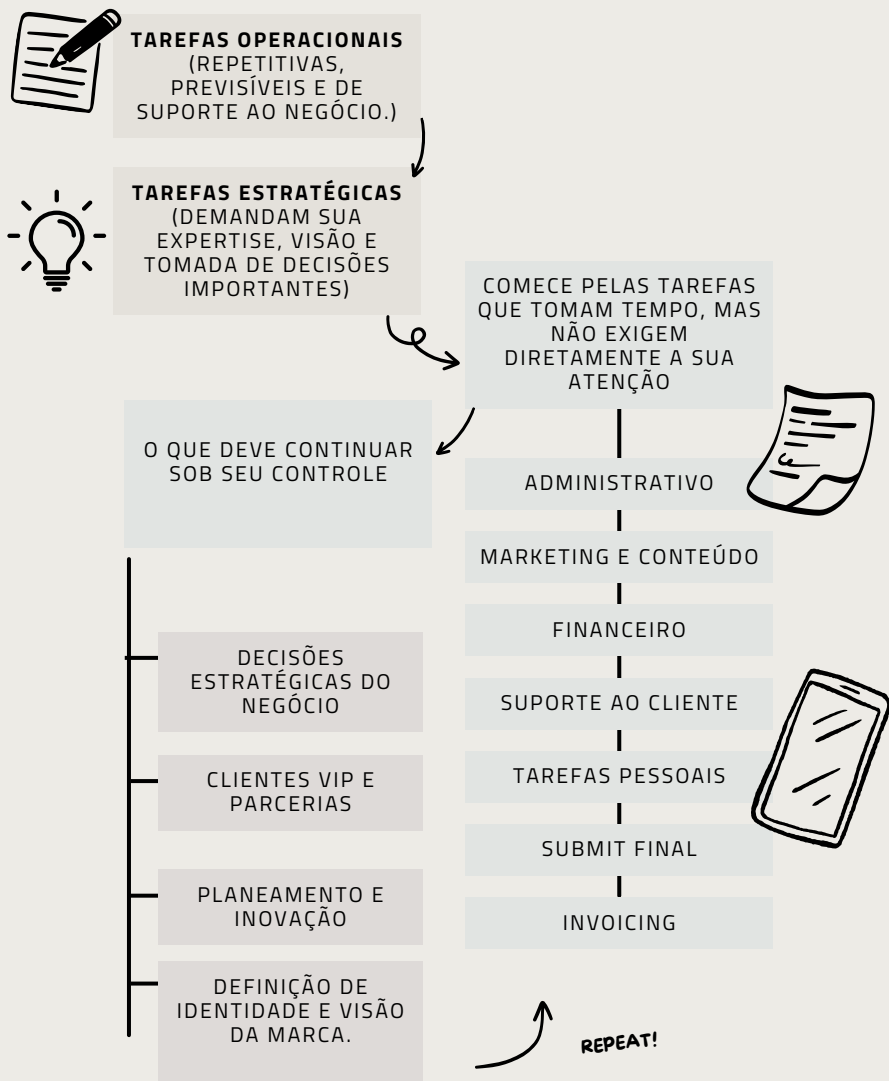 TAREFAS OPERACIONAIS
(REPETITIVAS,
PREVISÍVEIS E DE
SUPORTE AO NEGÓCIO.)
TAREFAS ESTRATÉGICAS
(DEMANDAM SUA
EXPERTISE, VISÃO E
TOMADA DE DECISÕES
IMPORTANTES)
COMECE PELAS TAREFAS
QUE TOMAM TEMPO, MAS
NÃO EXIGEM
DIRETAMENTE A SUA
ATENÇÃO
ADMINISTRATIVO
MARKETING E CONTEÚDO
FINANCEIRO
SUPORTE AO CLIENTE
TAREFAS PESSOAIS
SUBMIT FINAL
INVOICING
O QUE DEVE CONTINUAR
SOB SEU CONTROLE
DECISÕES
ESTRATÉGICAS DO
NEGÓCIO
CLIENTES VIP E
PARCERIAS
PLANEAMENTO E
INOVAÇÃO
DEFINIÇÃO DE
IDENTIDADE E VISÃO
DA MARCA.
REPEAT!